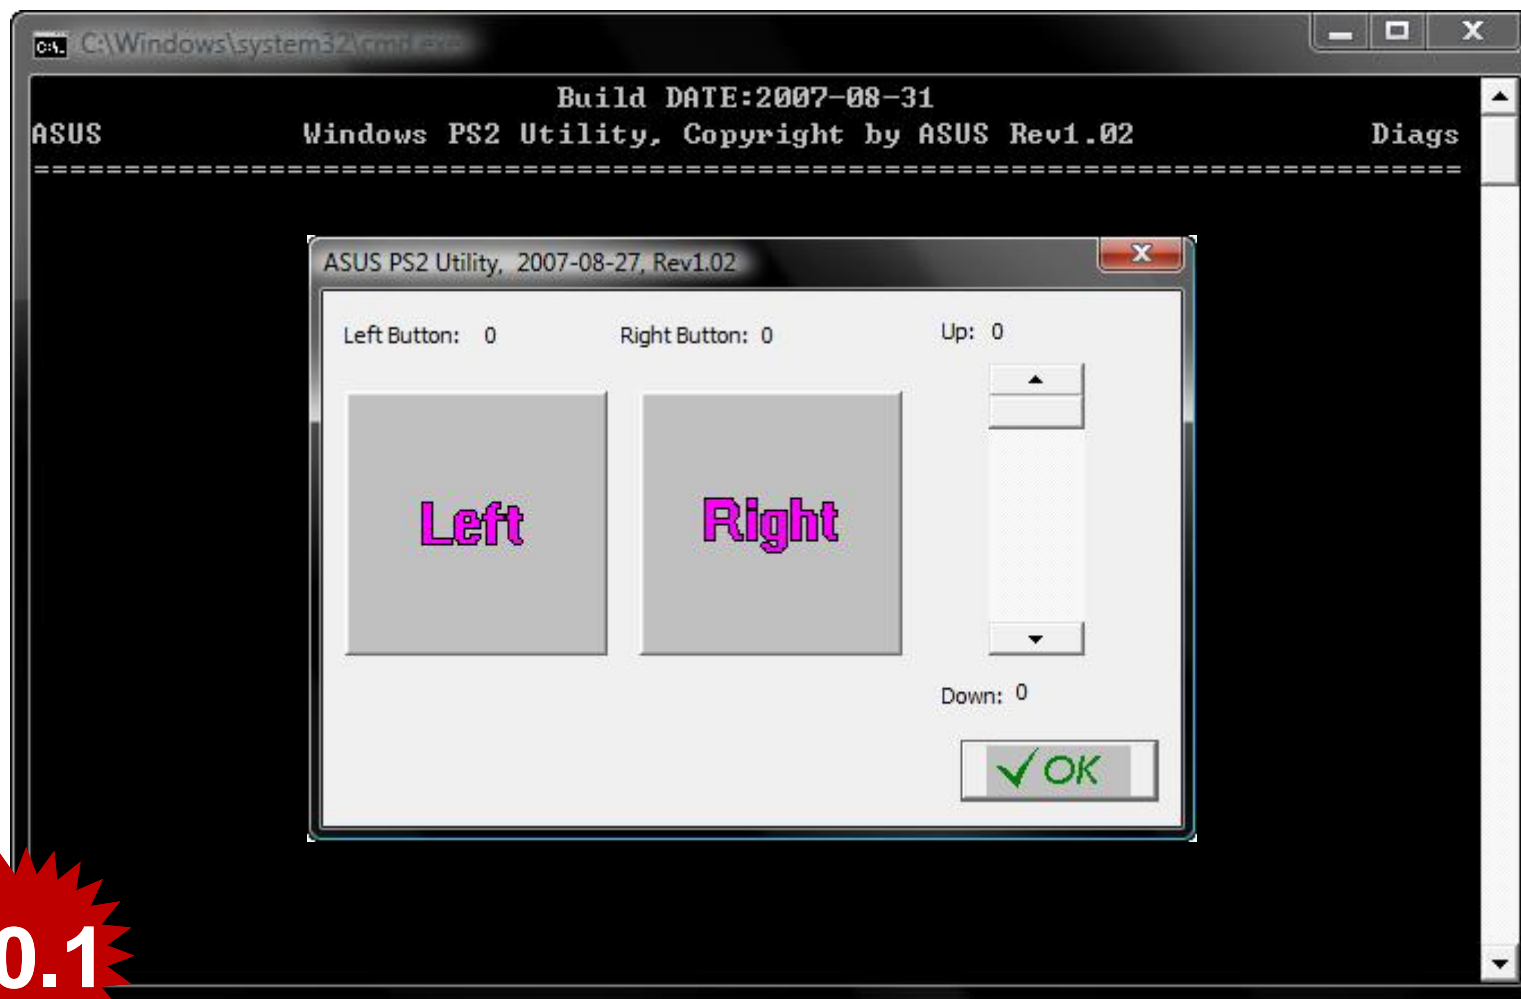 C:\Windows\system32\cmd.exe
Build DATE:2007-08-31
ASUS Windows PS2 Utility, Copyright by ASUS Rev1.02 Diags
================================================================================
ASUS PS2 Utility, 2007-08-27, Rev1.02
Left Button: 0 Right Button: 0 Up: 0
Left Right
Down: 0
OK
0.1